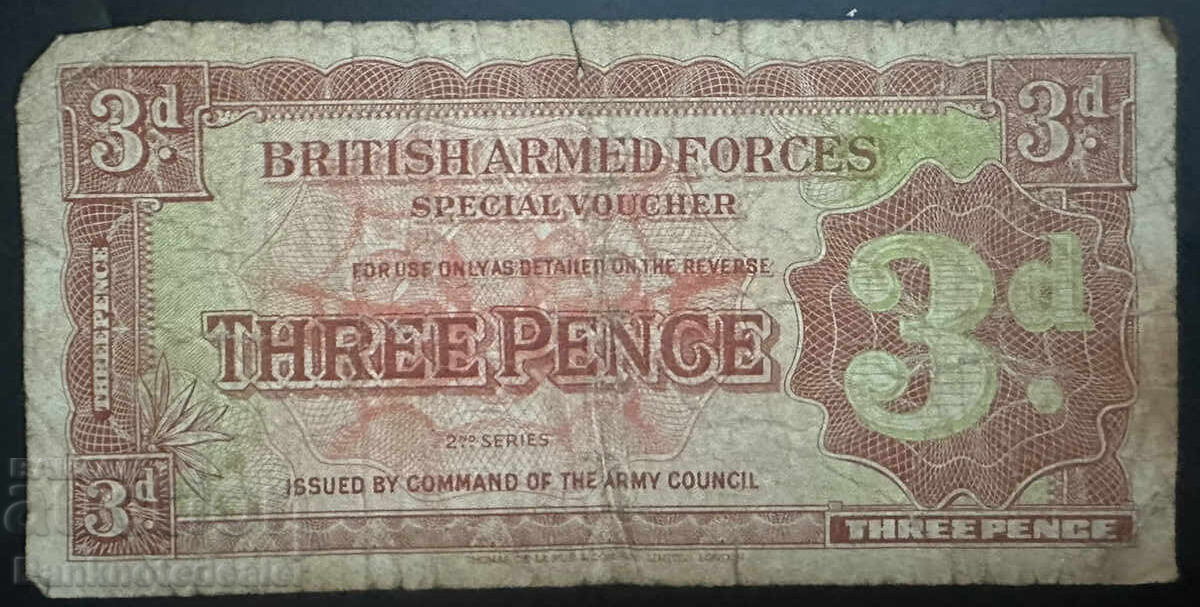 3d.
3d.
BRITISH ARMED FORCES
SPECIAL VOUCHER
FOR USE ONLY AS DETAILED ON THE REVERSE
THREE PENCE
THREE PENCE
3d.
2ND SERIES
ISSUED BY COMMAND OF THE ARMY COUNCIL
3d.
THREE PENCE
banknotedealer